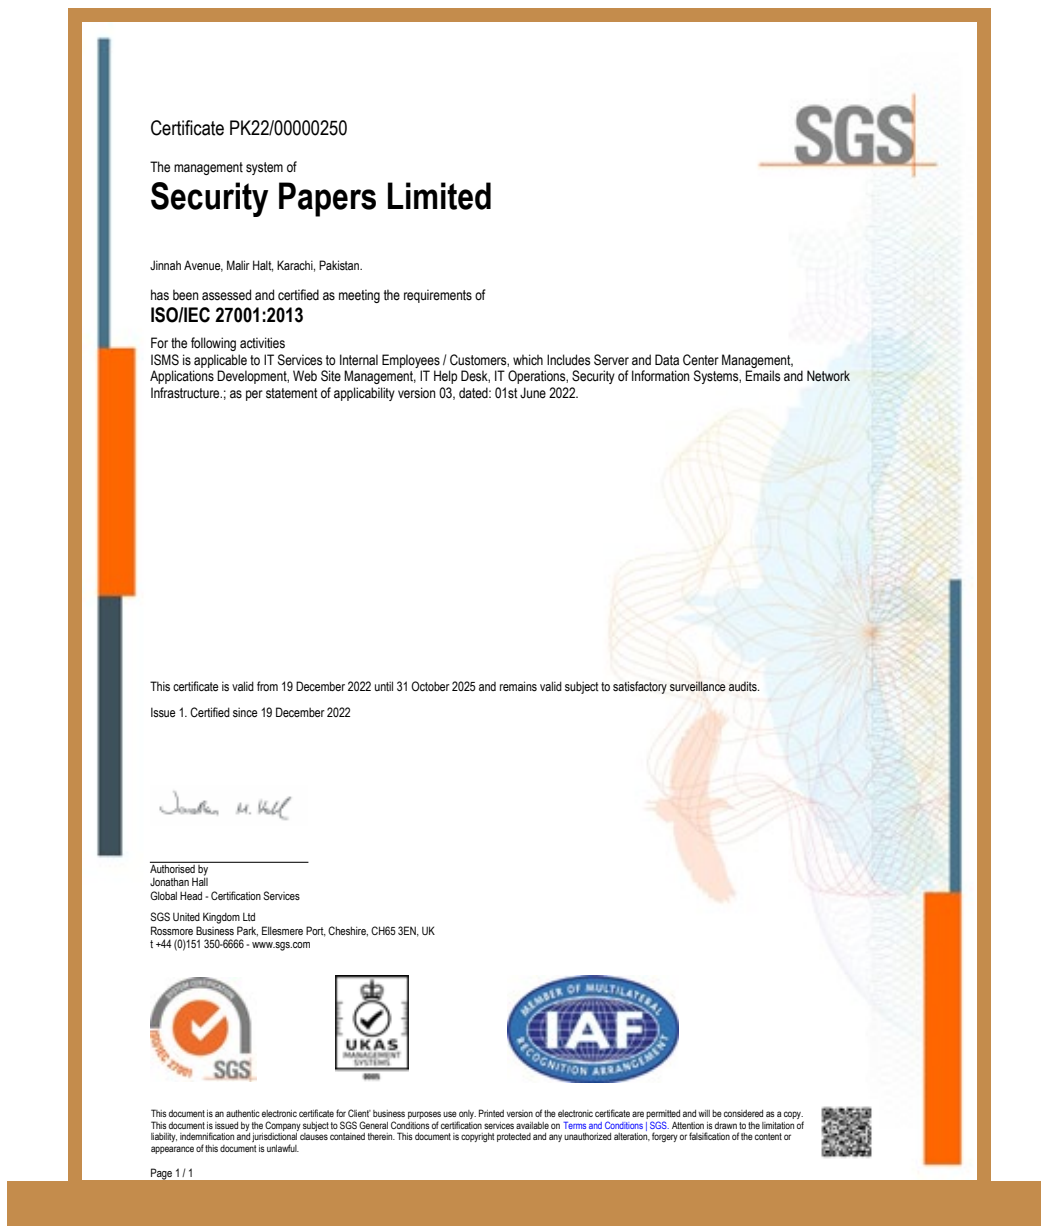 SGS
Certificate PK22/00000250
The management system of
Security Papers Limited
Jinnah Avenue, Malir Halt, Karachi, Pakistan.
has been assessed and certified as meeting the requirements of
ISO/IEC 27001:2013
For the following activities
ISMS is applicable to IT Services to Internal Employees / Customers, which Includes Server and Data Center Management,
Applications Development, Web Site Management, IT Help Desk, IT Operations, Security of Information Systems, Emails and Network
Infrastructure.; as per statement of applicability version 03, dated: 01st June 2022.
This certificate is valid from 19 December 2022 until 31 October 2025 and remains valid subject to satisfactory surveillance audits.
Issue 1. Certified since 19 December 2022
Jonathan M. Hall
Authorised by
Jonathan Hall
Global Head - Certification Services
SGS United Kingdom Ltd
Rossmore Business Park, Ellesmere Port, Cheshire, CH65 3EN, UK
t +44 (0)151 350-6666 - www.sgs.com
SYSTEM CERTIFICATION
ISO/IEC 27001
SGS
UKAS
MANAGEMENT
SYSTEMS
0005
MEMBER OF MULTILATERAL
IAF
RECOGNITION ARRANGEMENT
This document is an authentic electronic certificate for Client' business purposes use only. Printed version of the electronic certificate are permitted and will be considered as a copy.
This document is issued by the Company subject to SGS General Conditions of certification services available on Terms and Conditions | SGS. Attention is drawn to the limitation of
liability, indemnification and jurisdictional clauses contained therein. This document is copyright protected and any unauthorized alteration, forgery or falsification of the content or
appearance of this document is unlawful.
Page 1 / 1